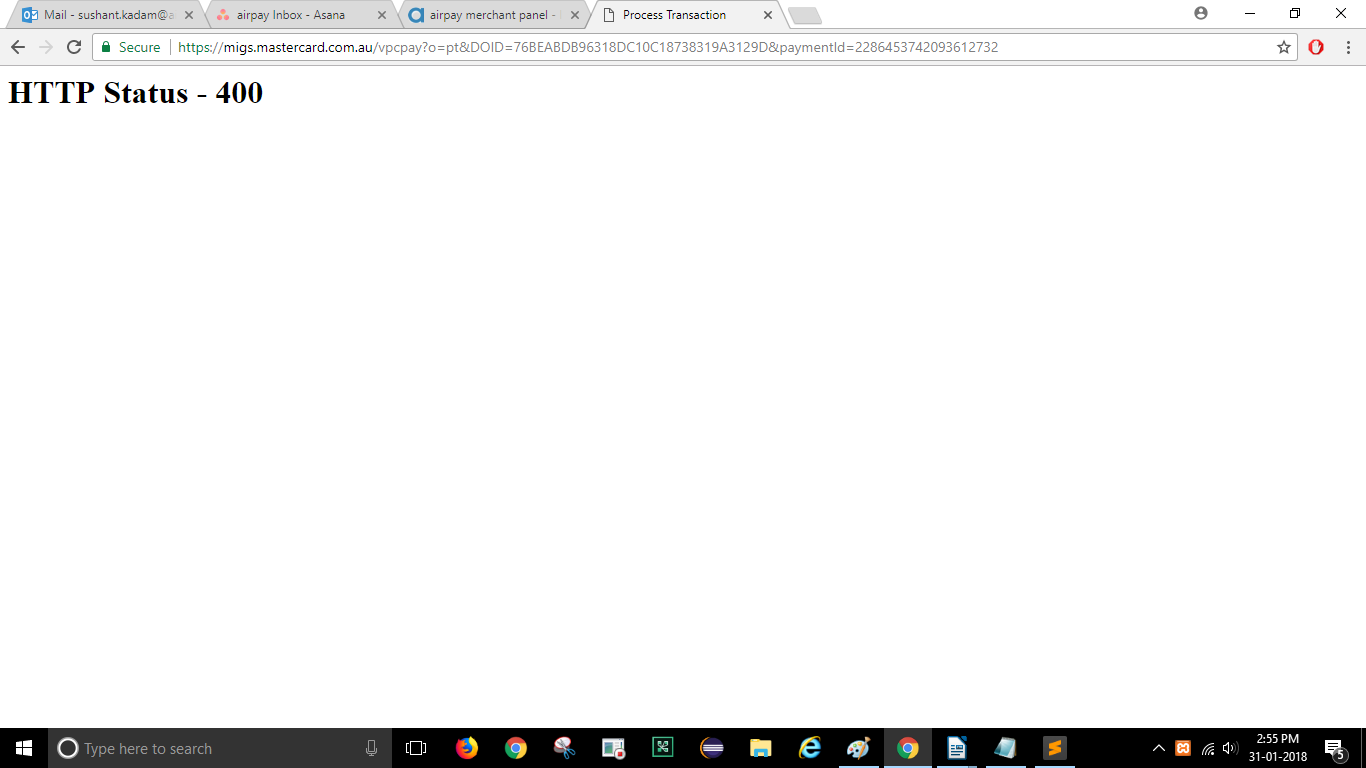 Mail - sushant.kadam@a
airpay Inbox - Asana
airpay merchant panel -
Process Transaction
Secure
https://migs.mastercard.com.au/vpcpay?o=pt&DOID=76BEABDB96318DC10C18738319A3129D&paymentId=2286453742093612732
HTTP Status - 400
Type here to search
2:55 PM
31-01-2018
5